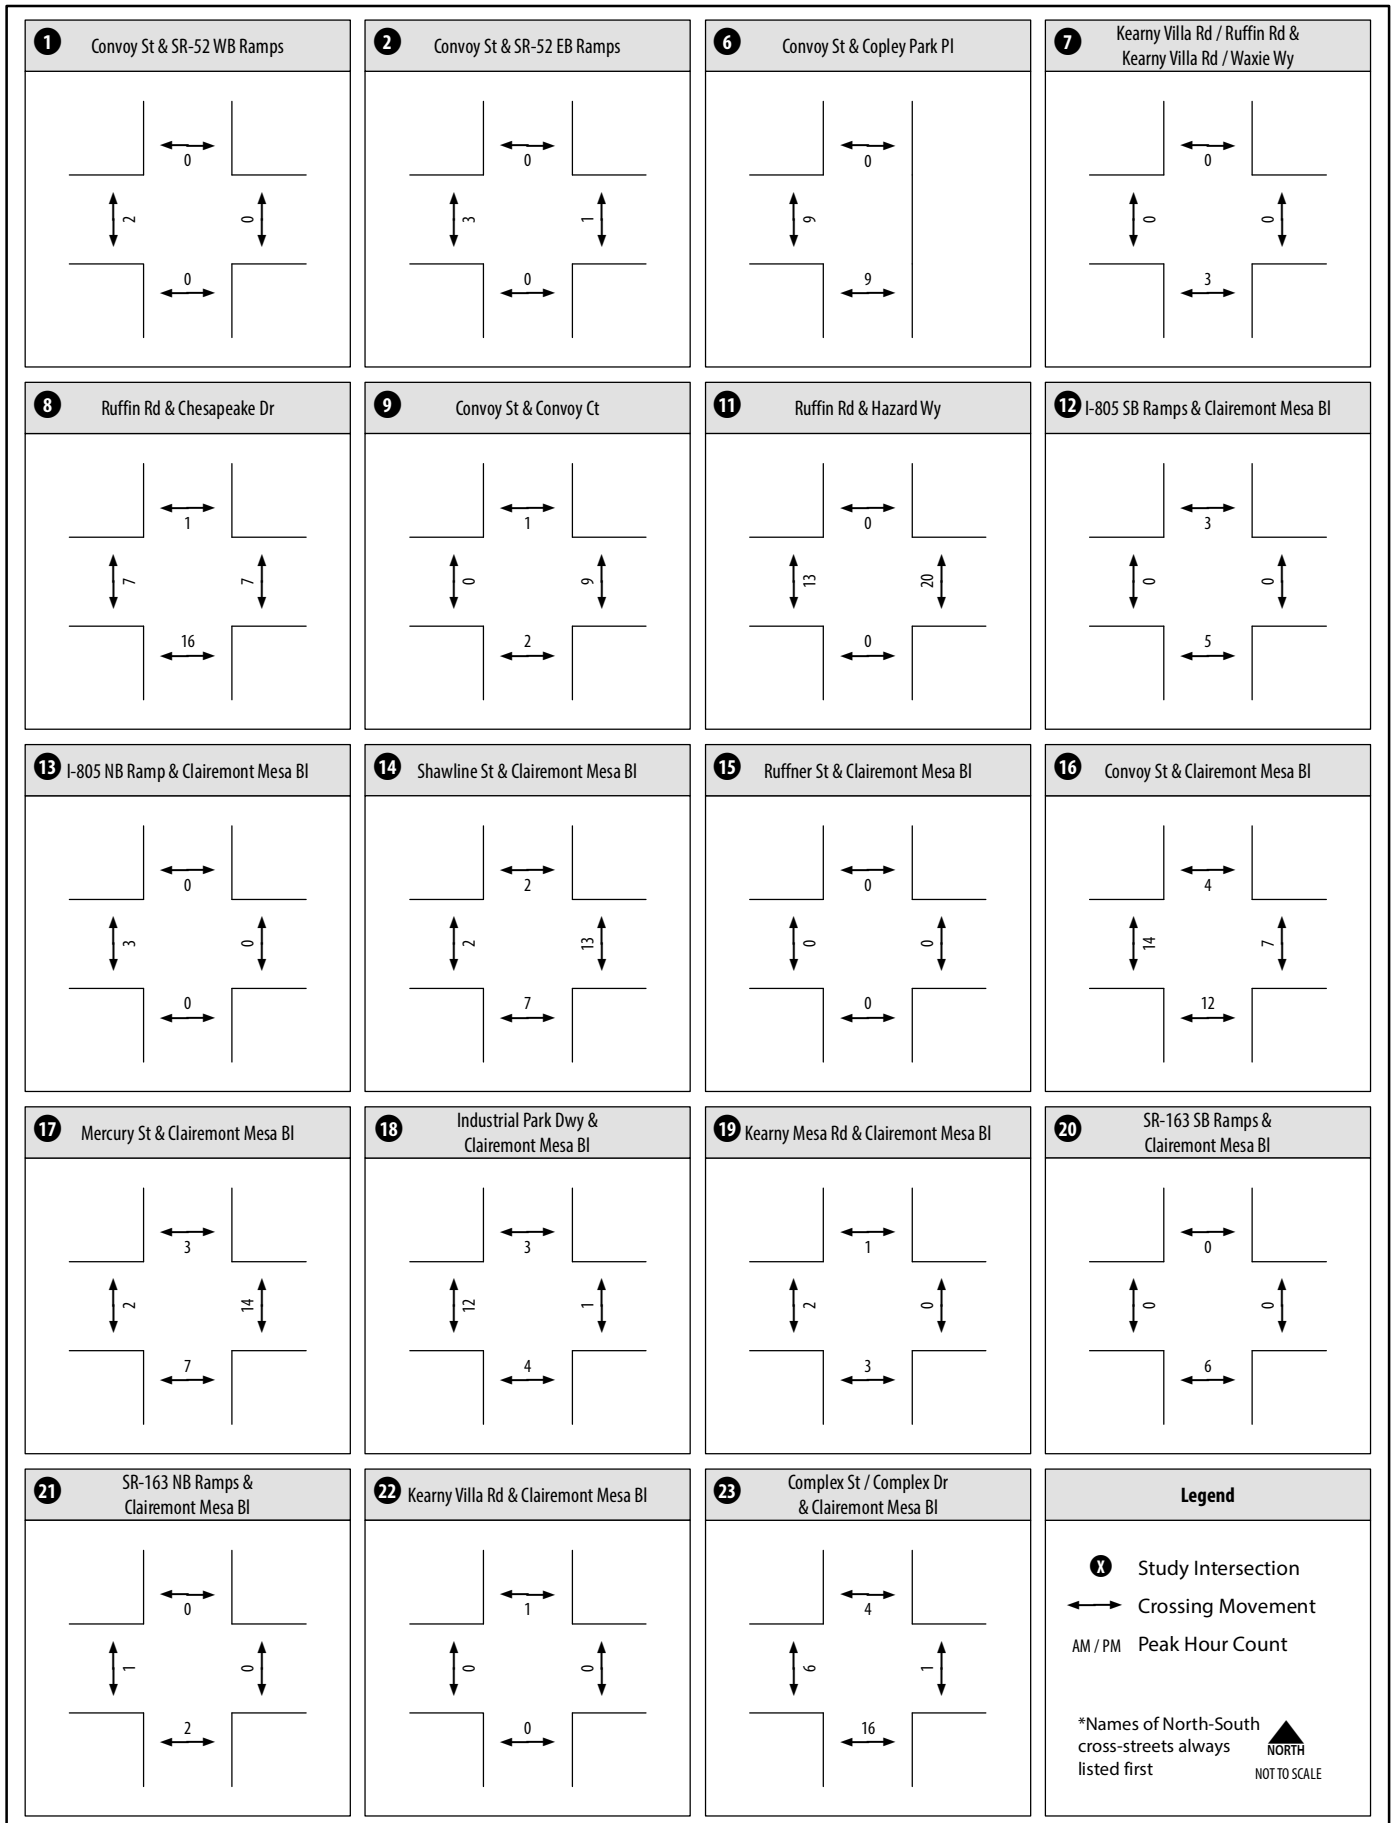 1 Convoy St & SR-52 WB Ramps
0
2
0
0
2 Convoy St & SR-52 EB Ramps
0
3
1
0
6 Convoy St & Copley Park Pl
0
9
9
7 Kearny Villa Rd / Ruffin Rd &
Kearny Villa Rd / Waxie Wy
0
0
0
3
8 Ruffin Rd & Chesapeake Dr
1
7
7
16
9 Convoy St & Convoy Ct
1
0
9
2
11 Ruffin Rd & Hazard Wy
0
13
20
0
12 I-805 SB Ramps & Clairemont Mesa Bl
3
0
0
5
13 I-805 NB Ramp & Clairemont Mesa Bl
0
3
0
0
14 Shawline St & Clairemont Mesa Bl
2
2
13
7
15 Ruffner St & Clairemont Mesa Bl
0
0
0
0
16 Convoy St & Clairemont Mesa Bl
4
14
7
12
17 Mercury St & Clairemont Mesa Bl
3
2
14
7
18 Industrial Park Dwy &
Clairemont Mesa Bl
3
12
1
4
19 Kearny Mesa Rd & Clairemont Mesa Bl
1
2
0
3
20 SR-163 SB Ramps &
Clairemont Mesa Bl
0
0
0
6
21 SR-163 NB Ramps &
Clairemont Mesa Bl
0
1
0
2
22 Kearny Villa Rd & Clairemont Mesa Bl
1
0
0
0
23 Complex St / Complex Dr
& Clairemont Mesa Bl
4
6
1
16
Legend
X Study Intersection
Crossing Movement
AM / PM Peak Hour Count
*Names of North-South
cross-streets always
listed first
NORTH
NOT TO SCALE